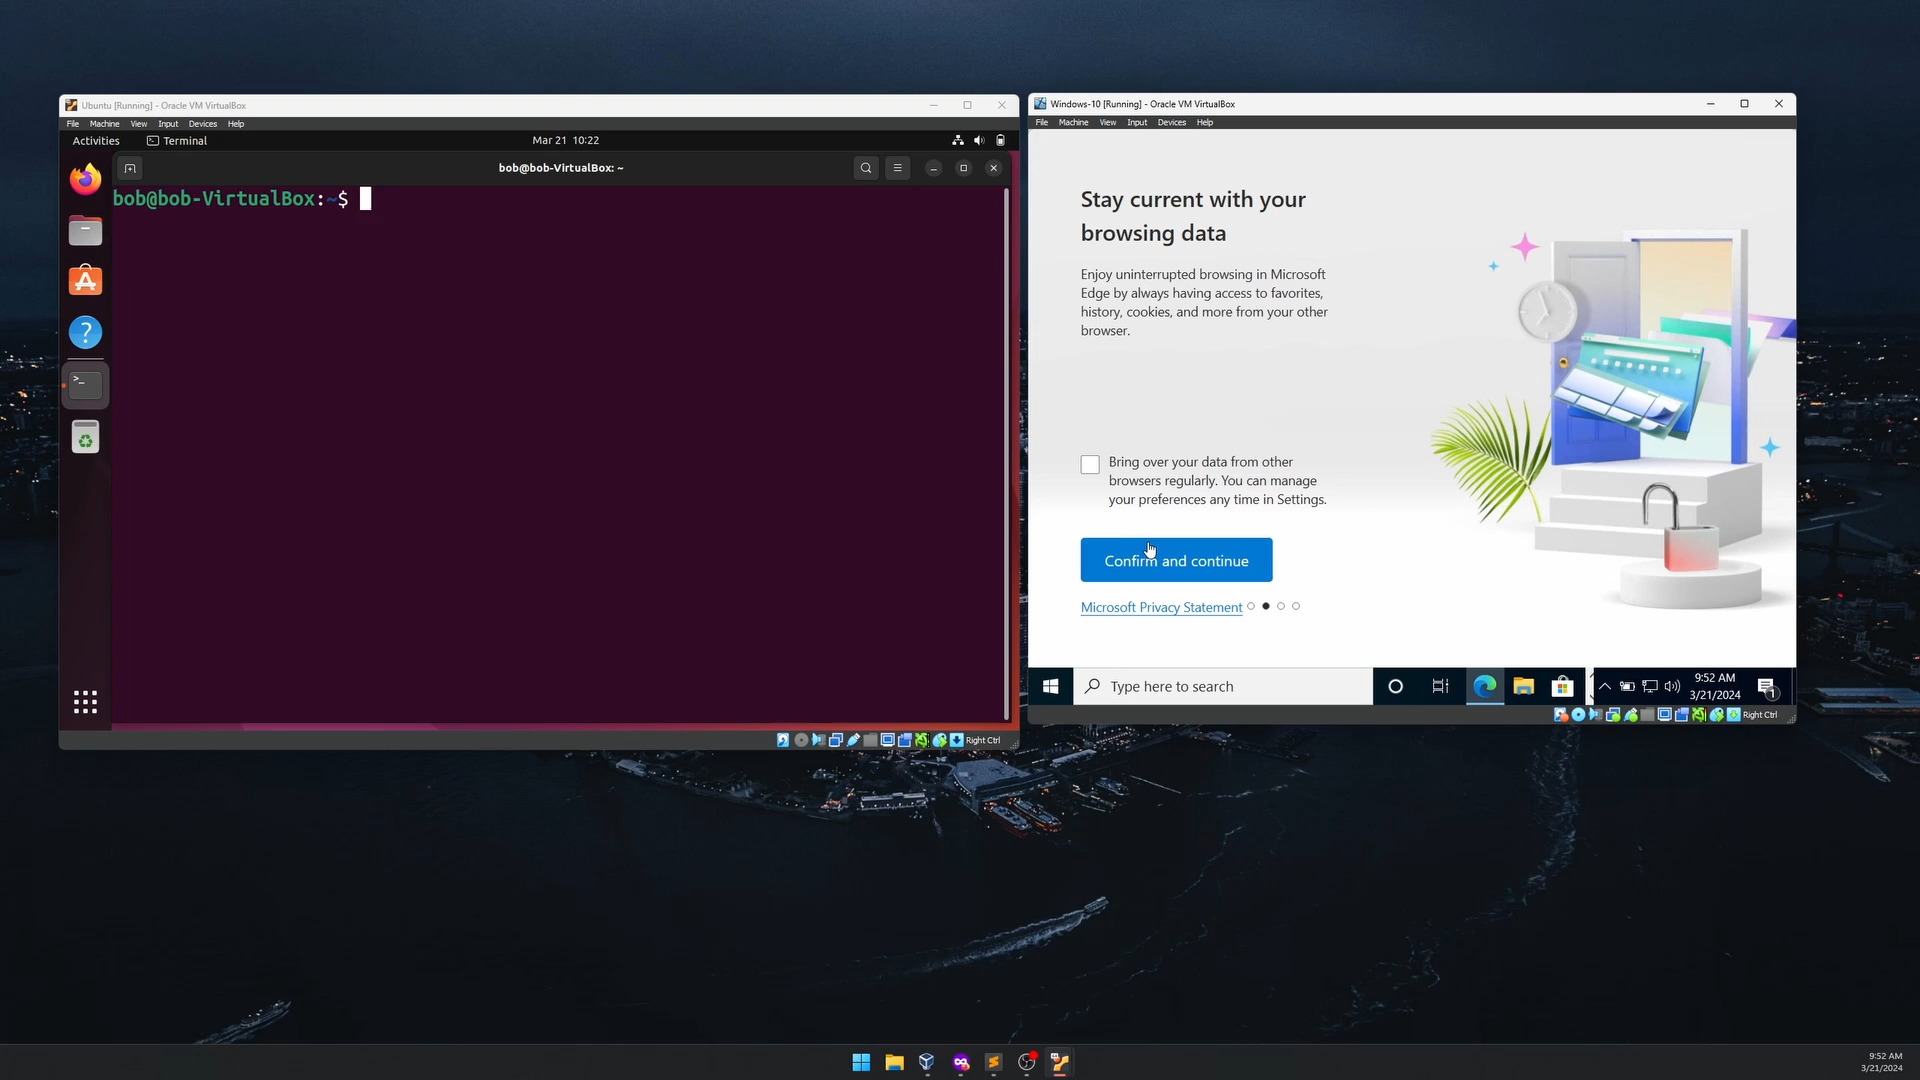 Ubuntu [Running] - Oracle VM VirtualBox
File Machine View Input Devices Help
Activities Terminal Mar 21 10:22
bob@bob-VirtualBox: ~
bob@bob-VirtualBox:~$
Right Ctrl
Windows-10 [Running] - Oracle VM VirtualBox
File Machine View Input Devices Help
Stay current with your
browsing data
Enjoy uninterrupted browsing in Microsoft
Edge by always having access to favorites,
history, cookies, and more from your other
browser.
Bring over your data from other
browsers regularly. You can manage
your preferences any time in Settings.
Confirm and continue
Microsoft Privacy Statement
Type here to search
9:52 AM
3/21/2024
1
Right Ctrl
9:52 AM
3/21/2024